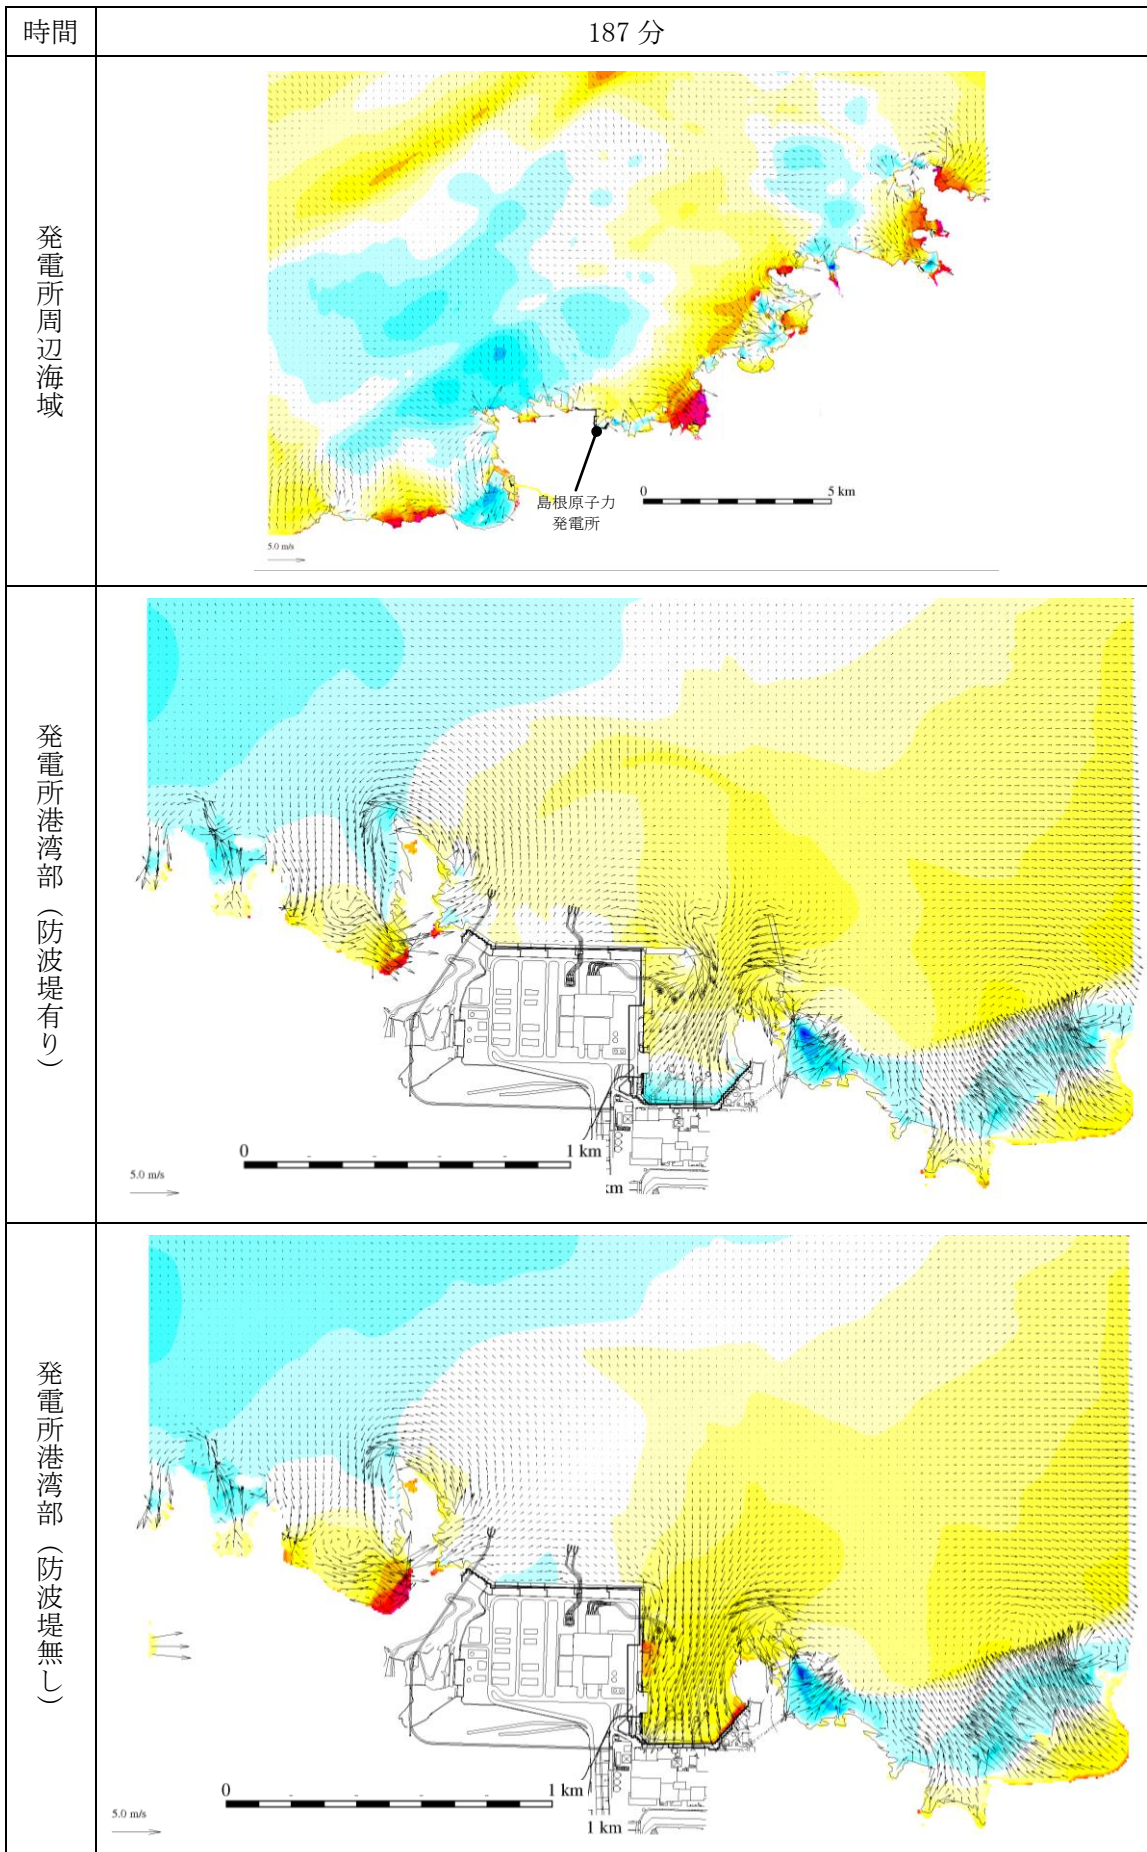 時間
187 分
発電所周辺海域
島根原子力
発電所
0
5 km
5.0 m/s
発電所港湾部（防波堤有り）
0
1 km
km
5.0 m/s
発電所港湾部（防波堤無し）
0
1 km
1 km
5.0 m/s